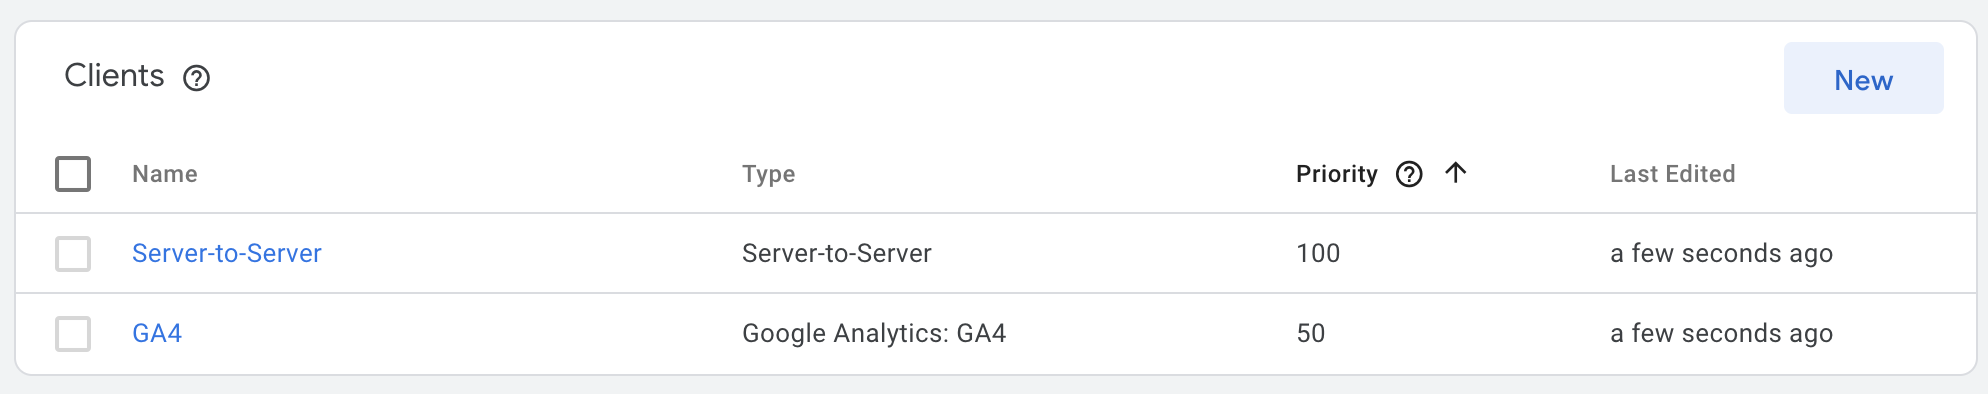 Clients
New
Name Type Priority Last Edited
Server-to-Server Server-to-Server 100 a few seconds ago
GA4 Google Analytics: GA4 50 a few seconds ago